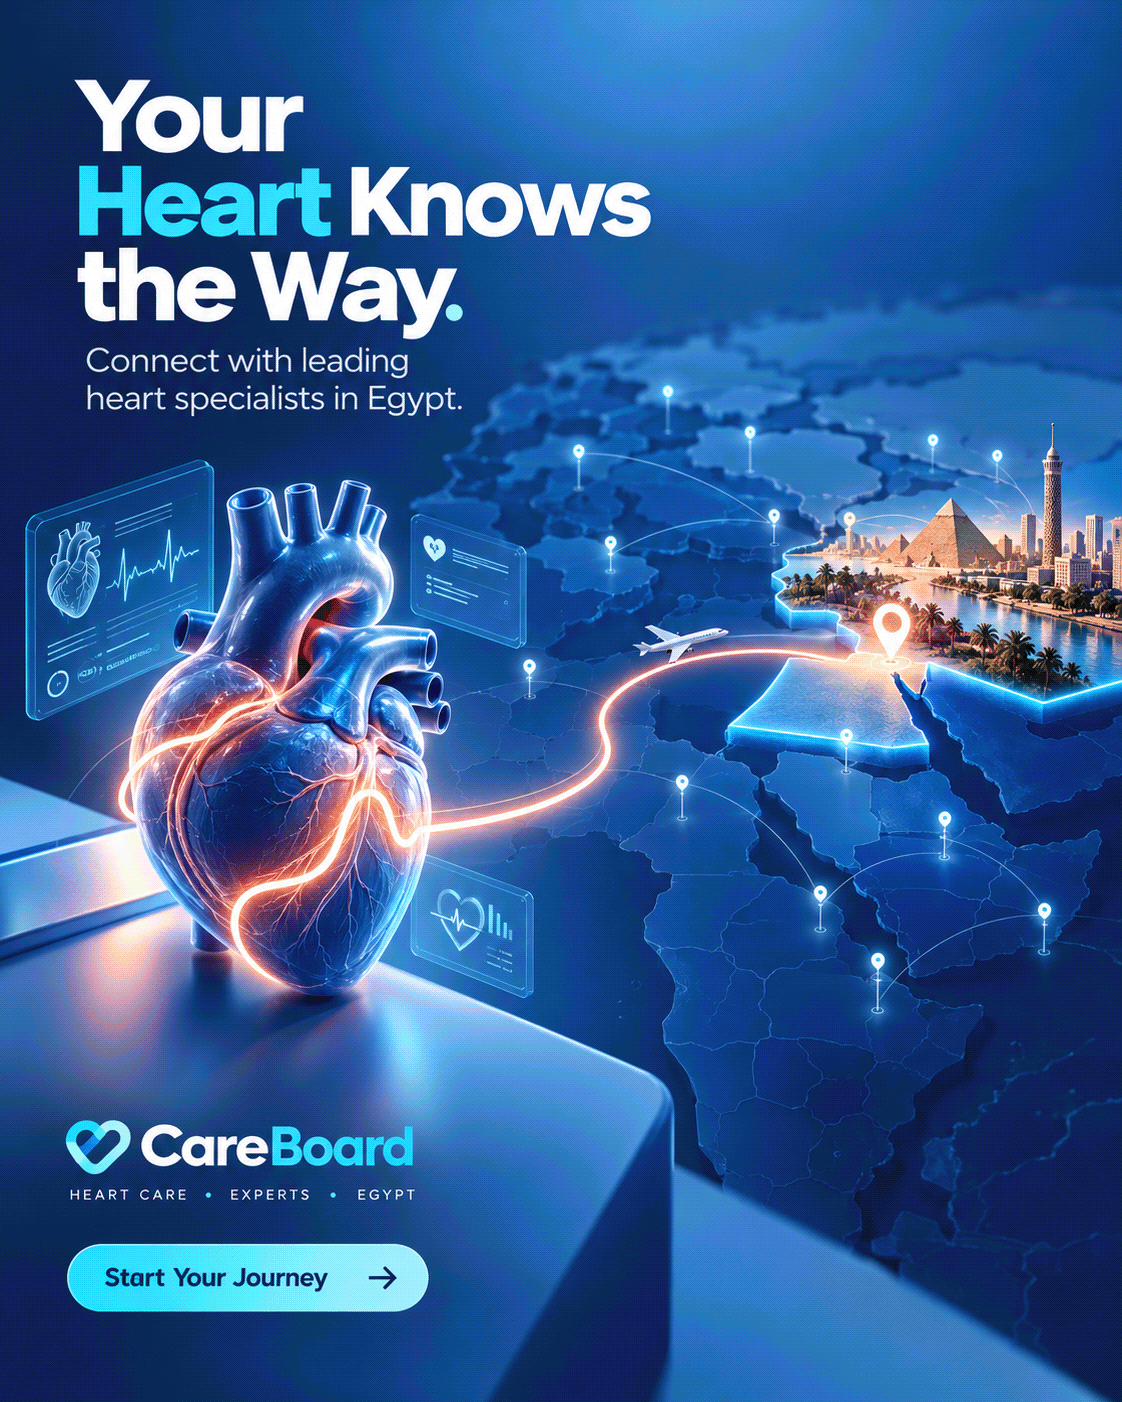 Your
Heart Knows
the Way.
Connect with leading
heart specialists in Egypt.
CareBoard
HEART CARE • EXPERTS • EGYPT
Start Your Journey →